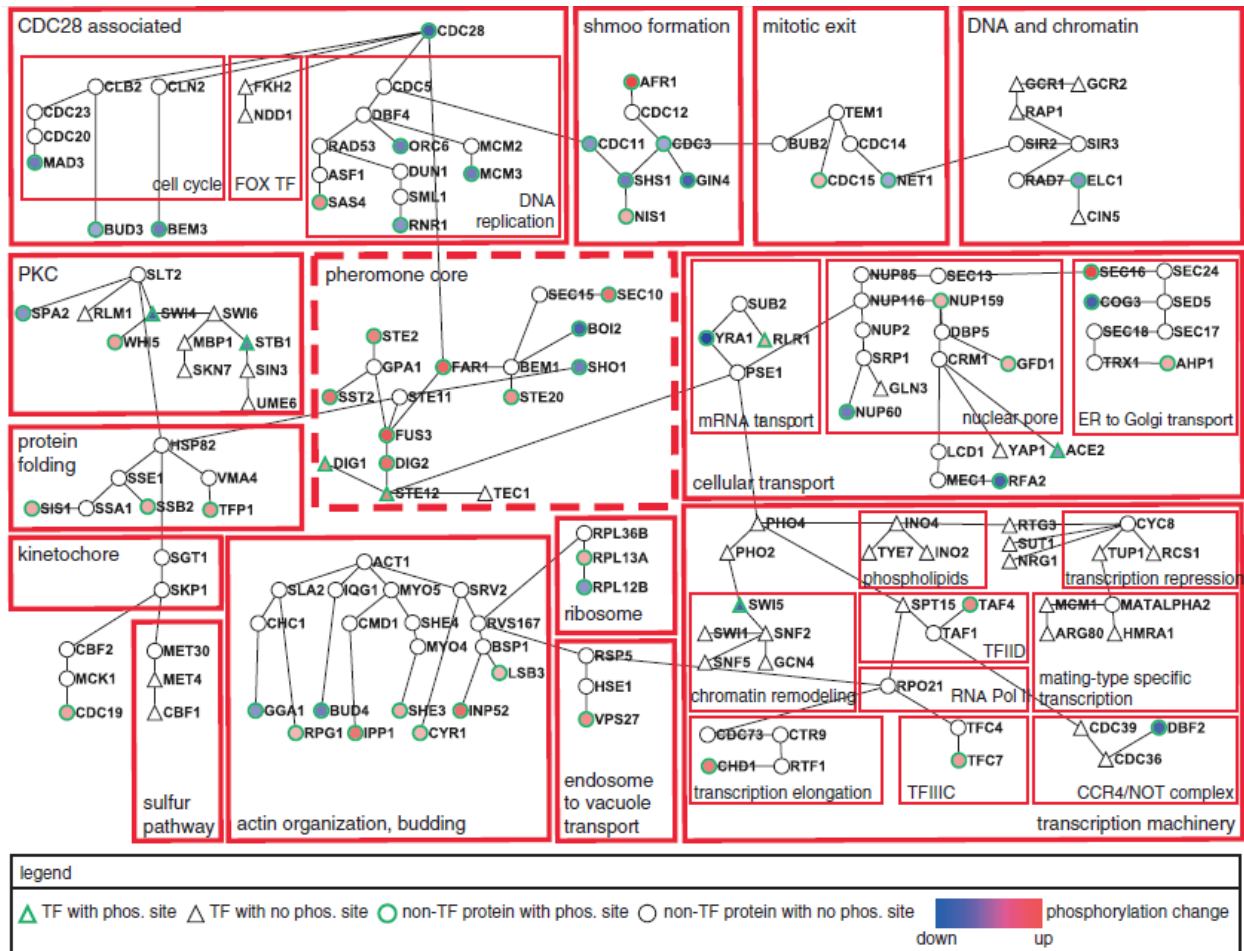 CDC28 associated
CDC28
CLB2
CLN2
FKH2
CDC5
CDC23
NDD1
DBF4
CDC20
RAD53
ORC6
MCM2
MAD3
ASF1
DUN1
MCM3
cell cycle
FOX TF
SAS4
SML1
DNA
replication
RNR1
BUD3
BEM3
shmoo formation
AFR1
CDC12
CDC11
CDC3
SHS1
GIN4
NIS1
mitotic exit
TEM1
BUB2
CDC14
CDC15
NET1
DNA and chromatin
GCR1
GCR2
RAP1
SIR2
SIR3
RAD7
ELC1
CIN5
PKC
SLT2
SPA2
RLM1
SWI4
SWI6
WHI5
MBP1
STB1
SKN7
SIN3
UME6
pheromone core
SEC15
SEC10
STE2
BOI2
GPA1
FAR1
BEM1
SHO1
SST2
STE11
STE20
FUS3
DIG1
DIG2
STE12
TEC1
SUB2
YRA1
RLR1
PSE1
mRNA tansport
NUP85
SEC13
NUP116
NUP159
NUP2
DBP5
SRP1
CRM1
GFD1
GLN3
NUP60
nuclear pore
SEC16
SEC24
COG3
SED5
SEC18
SEC17
TRX1
AHP1
ER to Golgi transport
LCD1
YAP1
ACE2
MEC1
RFA2
cellular transport
protein
folding
HSP82
SSE1
VMA4
SIS1
SSA1
SSB2
TFP1
kinetochore
SGT1
SKP1
CBF2
MCK1
CDC19
MET30
MET4
CBF1
sulfur
pathway
ACT1
SLA2
IQG1
MYO5
SRV2
CHC1
CMD1
SHE4
RVS167
MYO4
BSP1
LSB3
GGA1
BUD4
SHE3
INP52
RPG1
IPP1
CYR1
actin organization, budding
RPL36B
RPL13A
RPL12B
ribosome
RSP5
HSE1
VPS27
endosome
to vacuole
transport
PHO4
INO4
RTG3
CYC8
PHO2
TYE7
INO2
SUT1
NRG1
TUP1
RCS1
phospholipids
transcription repression
SWI5
SPT15
TAF4
MCM1
MATALPHA2
SWI1
SNF2
TAF1
ARG80
HMRA1
SNF5
GCN4
TFIID
chromatin remodeling
RPO21
RNA Pol II
mating-type specific
transcription
CDC73
CTR9
TFC4
CDC39
DBF2
CHD1
RTF1
TFC7
CDC36
transcription elongation
TFIIIC
CCR4/NOT complex
transcription machinery
legend
TF with phos. site
TF with no phos. site
non-TF protein with phos. site
non-TF protein with no phos. site
phosphorylation change
down
up